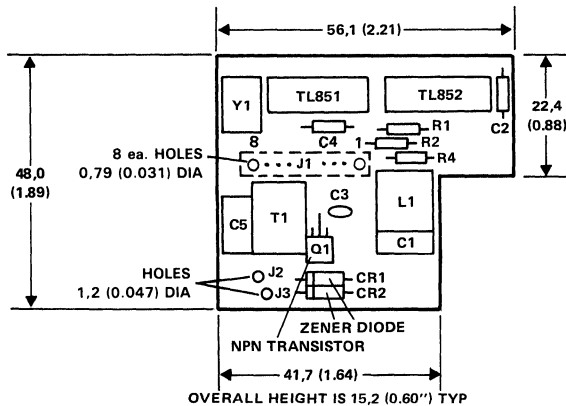 56,1 (2.21)
Y1
TL851
TL852
C2
22,4
(0.88)
8
C4
1
R1
R2
R4
8 ea. HOLES
0,79 (0.031) DIA
J1
48,0
(1.89)
C5
T1
C3
L1
Q1
C1
HOLES
1,2 (0.047) DIA
J2
J3
CR1
CR2
ZENER DIODE
NPN TRANSISTOR
41,7 (1.64)
OVERALL HEIGHT IS 15,2 (0.60'') TYP